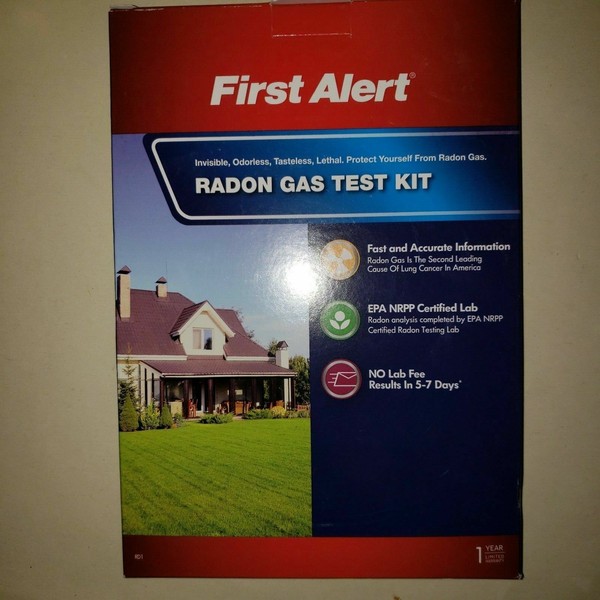 First Alert®
Invisible, Odorless, Tasteless, Lethal. Protect Yourself From Radon Gas.
RADON GAS TEST KIT
Fast and Accurate Information
Radon Gas Is The Second Leading
Cause Of Lung Cancer In America
EPA NRPP Certified Lab
Radon analysis completed by EPA NRPP
Certified Radon Testing Lab
NO Lab Fee
Results In 5-7 Days*
1 YEAR
LIMITED
WARRANTY